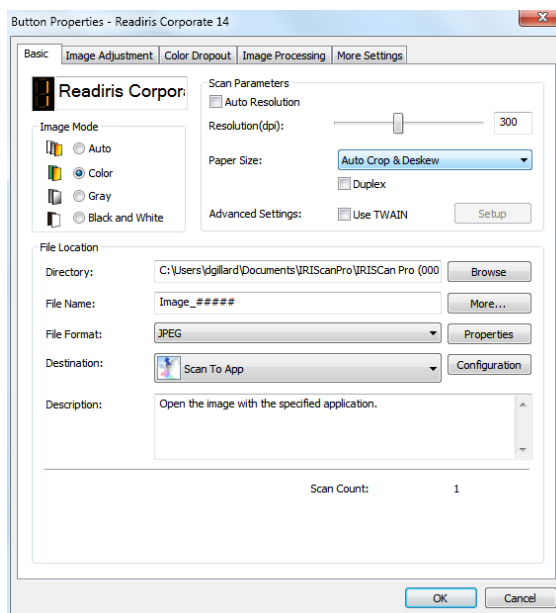 Button Properties - Readiris Corporate 14
Basic Image Adjustment Color Dropout Image Processing More Settings
Readiris Corpor
Image Mode
Auto
Color
Gray
Black and White
Scan Parameters
Auto Resolution
Resolution(dpi): 300
Paper Size: Auto Crop & Deskew
Duplex
Advanced Settings: Use TWAIN Setup
File Location
Directory: C:\Users\dgillard\Documents\IRIScanPro\IRISCan Pro (000 Browse
File Name: Image_##### More...
File Format: JPEG Properties
Destination: Scan To App Configuration
Description: Open the image with the specified application.
Scan Count: 1
OK Cancel